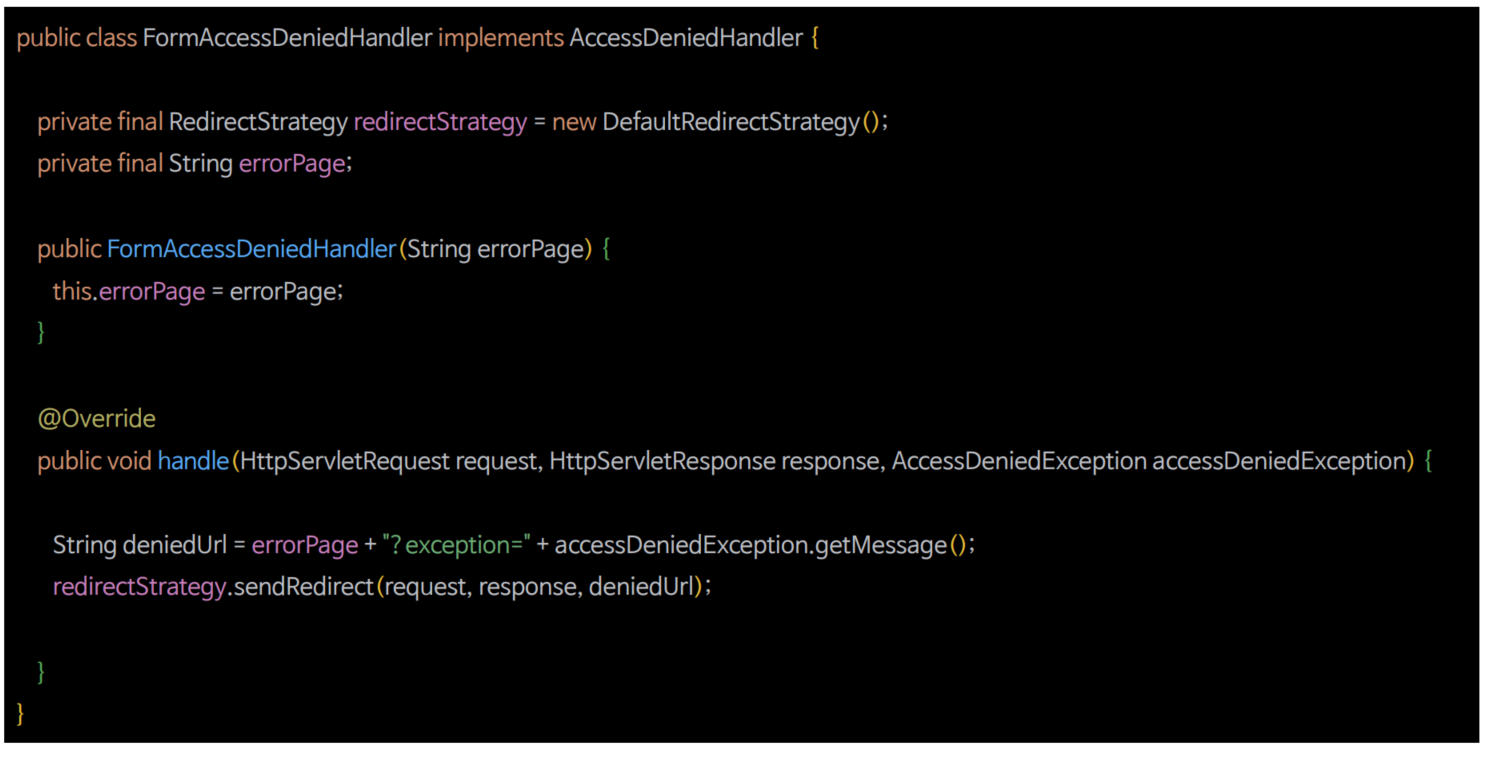 public class FormAccessDeniedHandler implements AccessDeniedHandler {
private final RedirectStrategy redirectStrategy = new DefaultRedirectStrategy();
private final String errorPage;
public FormAccessDeniedHandler(String errorPage) {
this.errorPage = errorPage;
}
@Override
public void handle(HttpServletRequest request, HttpServletResponse response, AccessDeniedException accessDeniedException) {
String deniedUrl = errorPage + "?exception=" + accessDeniedException.getMessage();
redirectStrategy.sendRedirect(request, response, deniedUrl);
}
}